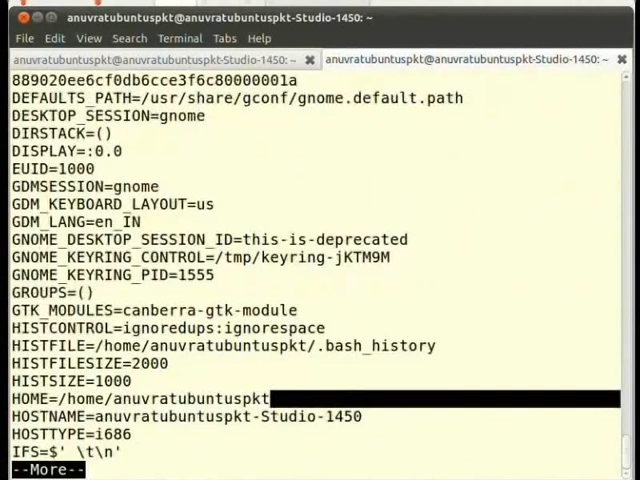 anuvratubuntuspkt@anuvratubuntuspkt-Studio-1450: ~
File Edit View Search Terminal Tabs Help
anuvratubuntuspkt@anuvratubuntuspkt-Studio-1450: ~ anuvratubuntuspkt@anuvratubuntuspkt-Studio-1450: ~
889020ee6cf0db6cce3f6c80000001a
DEFAULTS_PATH=/usr/share/gconf/gnome.default.path
DESKTOP_SESSION=gnome
DIRSTACK=()
DISPLAY=:0.0
EUID=1000
GDMSESSION=gnome
GDM_KEYBOARD_LAYOUT=us
GDM_LANG=en_IN
GNOME_DESKTOP_SESSION_ID=this-is-deprecated
GNOME_KEYRING_CONTROL=/tmp/keyring-jKTM9M
GNOME_KEYRING_PID=1555
GROUPS=()
GTK_MODULES=canberra-gtk-module
HISTCONTROL=ignoredups:ignorespace
HISTFILE=/home/anuvratubuntuspkt/.bash_history
HISTFILESIZE=2000
HISTSIZE=1000
HOME=/home/anuvratubuntuspkt
HOSTNAME=anuvratubuntuspkt-Studio-1450
HOSTTYPE=i686
IFS=$' \t\n'
--More--